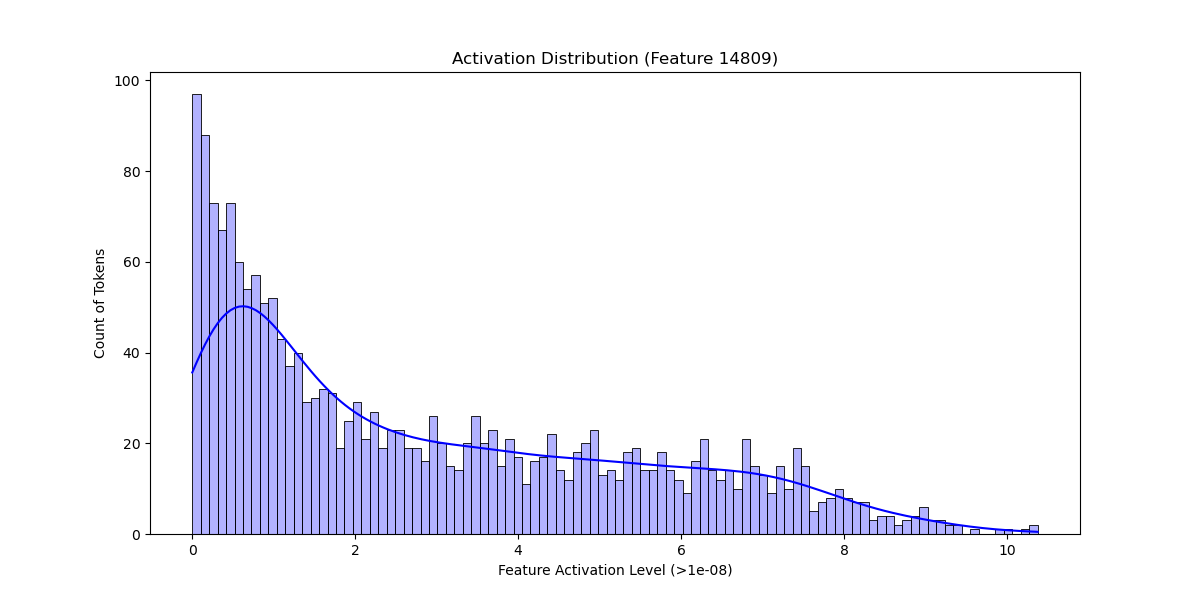 Activation Distribution (Feature 14809)
100
80
60
40
20
0
Count of Tokens
0 2 4 6 8 10
Feature Activation Level (>1e-08)